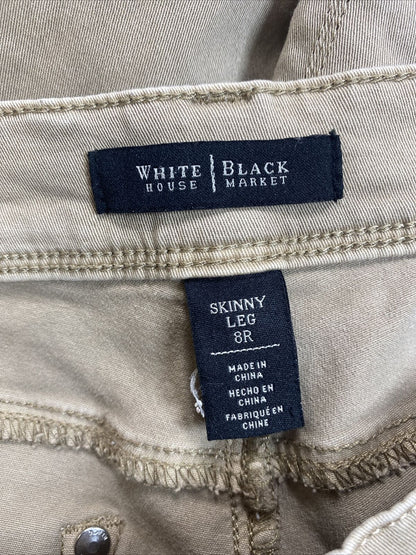 WHITE | BLACK
HOUSE | MARKET
SKINNY
LEG
8R
MADE IN
CHINA
HECHO EN
CHINA
FABRIQUÉ EN
CHINE